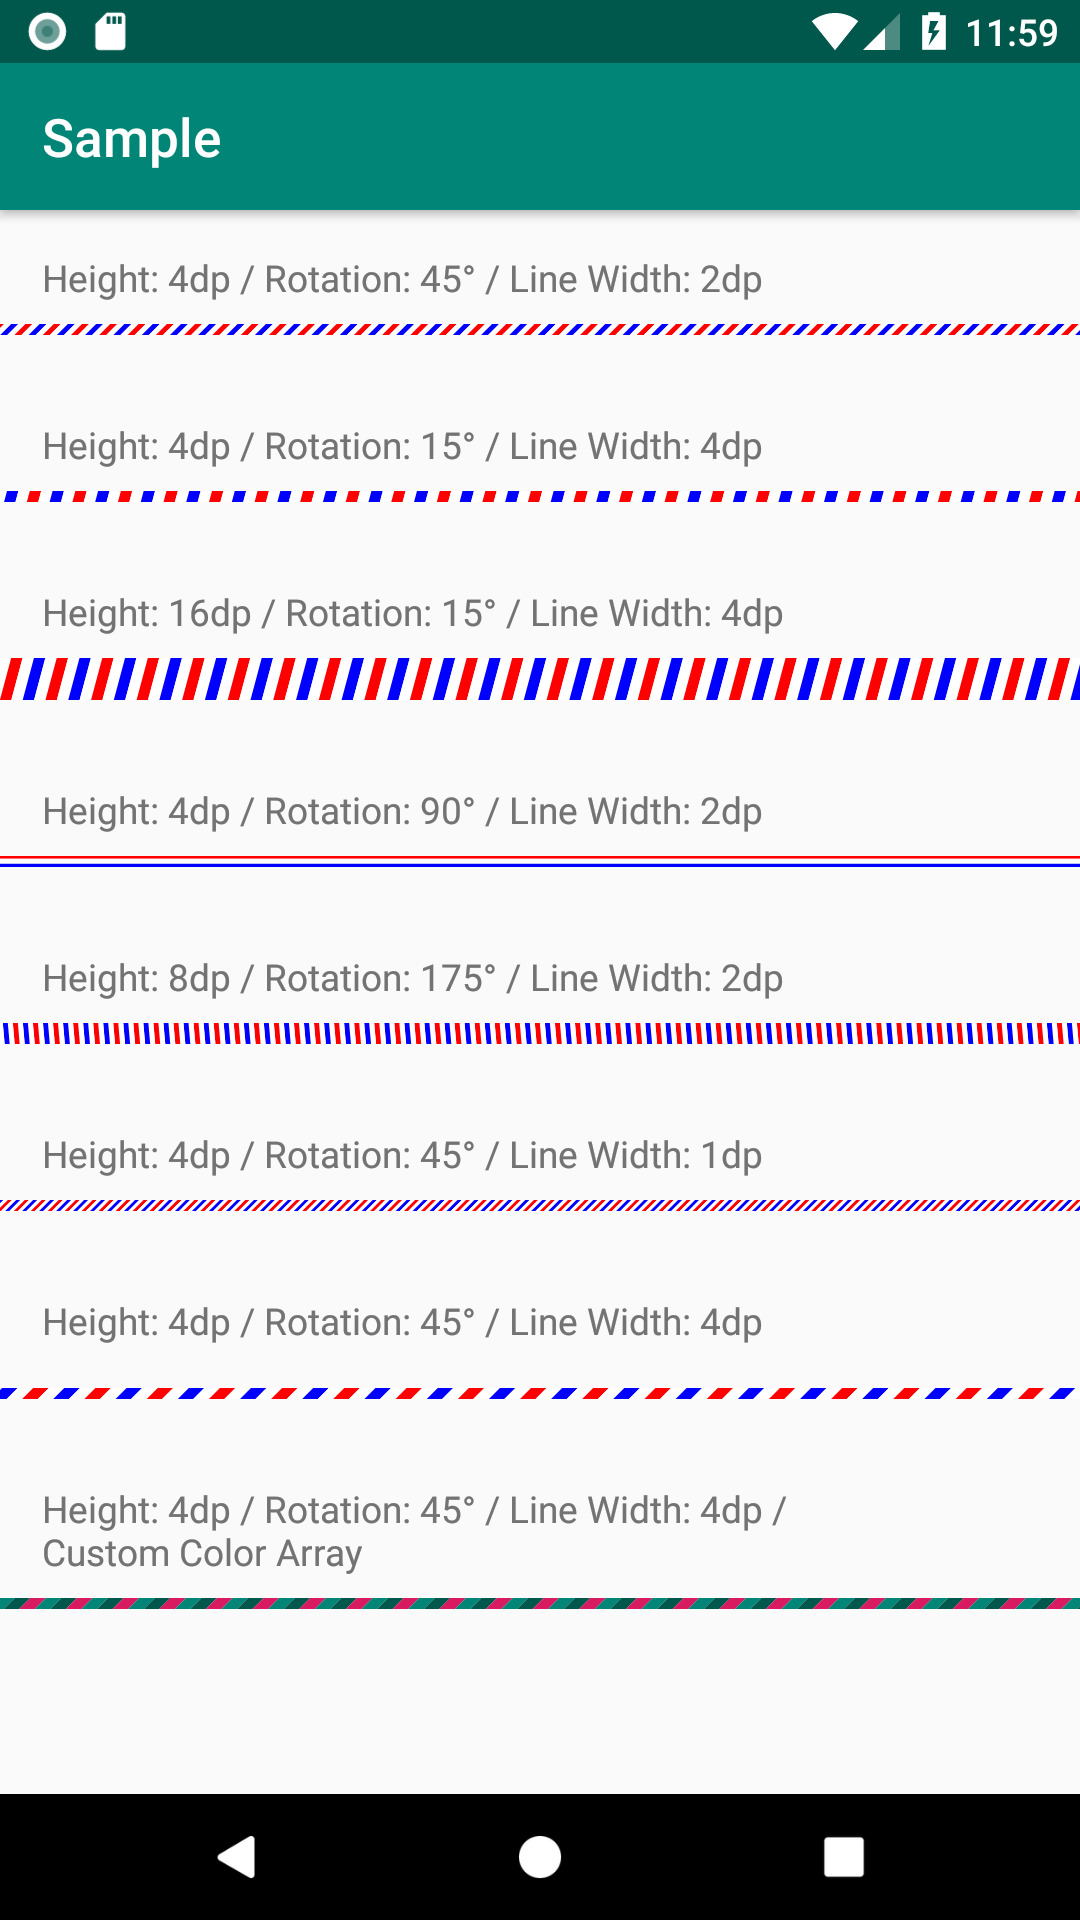 11:59
Sample
Height: 4dp / Rotation: 45° / Line Width: 2dp
Height: 4dp / Rotation: 15° / Line Width: 4dp
Height: 16dp / Rotation: 15° / Line Width: 4dp
Height: 4dp / Rotation: 90° / Line Width: 2dp
Height: 8dp / Rotation: 175° / Line Width: 2dp
Height: 4dp / Rotation: 45° / Line Width: 1dp
Height: 4dp / Rotation: 45° / Line Width: 4dp
Height: 4dp / Rotation: 45° / Line Width: 4dp /
Custom Color Array